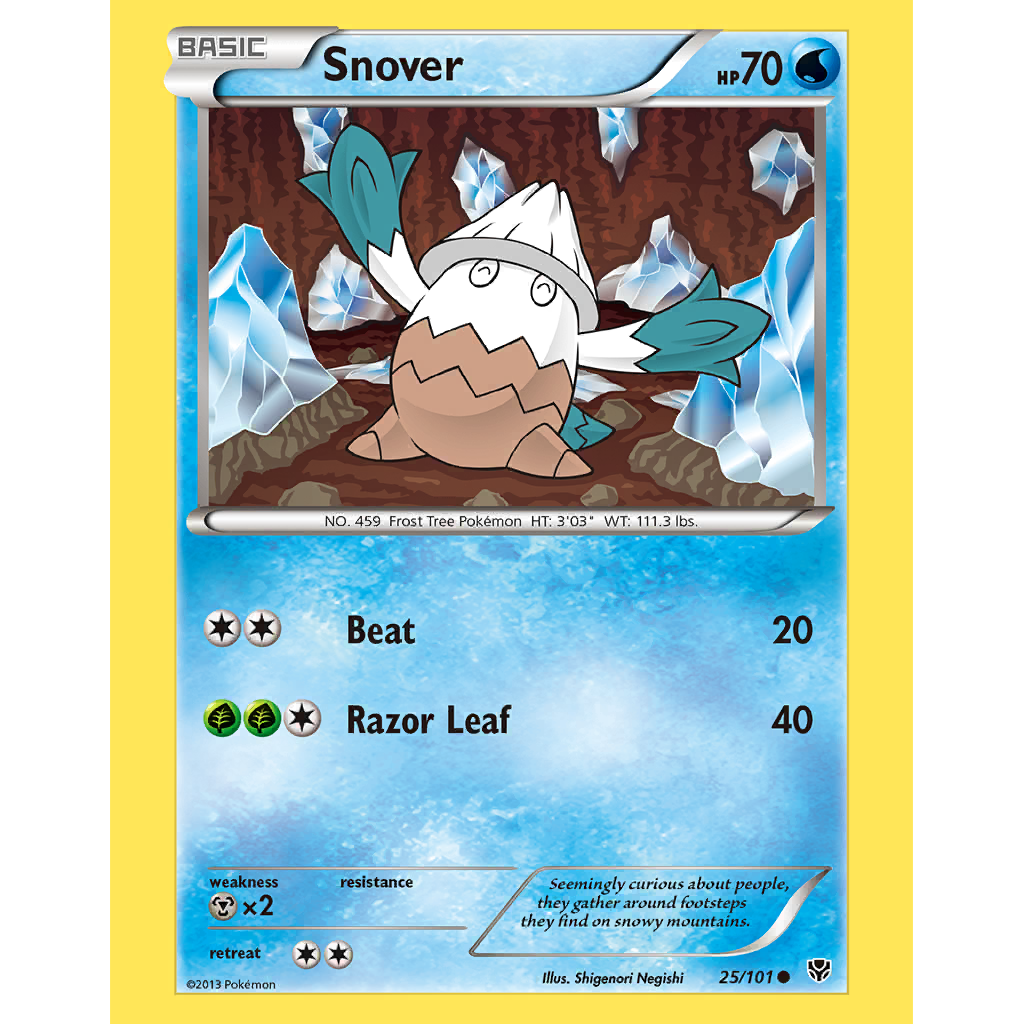 BASIC
Snover
HP70
NO. 459 Frost Tree Pokémon HT: 3'03" WT: 111.3 lbs.
Beat 20
Razor Leaf 40
weakness
×2
resistance
retreat
Seemingly curious about people,
they gather around footsteps
they find on snowy mountains.
©2013 Pokémon
Illus. Shigenori Negishi
25/101